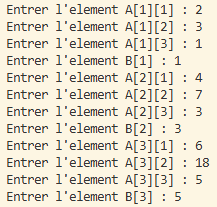 Entrer l'element A[1][1] : 2
Entrer l'element A[1][2] : 3
Entrer l'element A[1][3] : 1
Entrer l'element B[1] : 1
Entrer l'element A[2][1] : 4
Entrer l'element A[2][2] : 7
Entrer l'element A[2][3] : 3
Entrer l'element B[2] : 3
Entrer l'element A[3][1] : 6
Entrer l'element A[3][2] : 18
Entrer l'element A[3][3] : 5
Entrer l'element B[3] : 5